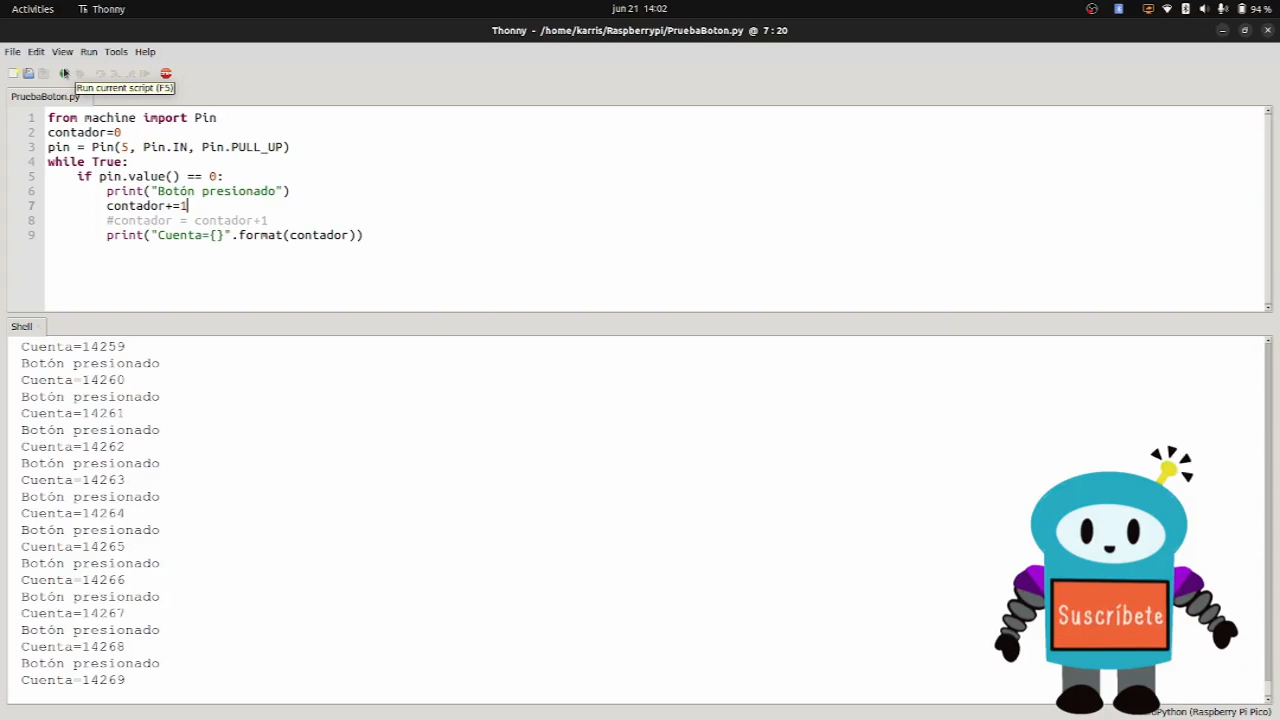 Activities Thonny jun 21 14:02 94 %
Thonny - /home/karris/Raspberrypi/PruebaBoton.py @ 7 : 20
File Edit View Run Tools Help
Run current script (F5)
PruebaBoton.py
1 from machine import Pin
2 contador=0
3 pin = Pin(5, Pin.IN, Pin.PULL_UP)
4 while True:
5 if pin.value() == 0:
6 print("Botón presionado")
7 contador+=1
8 #contador = contador+1
9 print("Cuenta={}".format(contador))
Shell
Cuenta=14259
Botón presionado
Cuenta=14260
Botón presionado
Cuenta=14261
Botón presionado
Cuenta=14262
Botón presionado
Cuenta=14263
Botón presionado
Cuenta=14264
Botón presionado
Cuenta=14265
Botón presionado
Cuenta=14266
Botón presionado
Cuenta=14267
Botón presionado
Cuenta=14268
Botón presionado
Cuenta=14269
Suscríbete
(Raspberry Pi Pico)